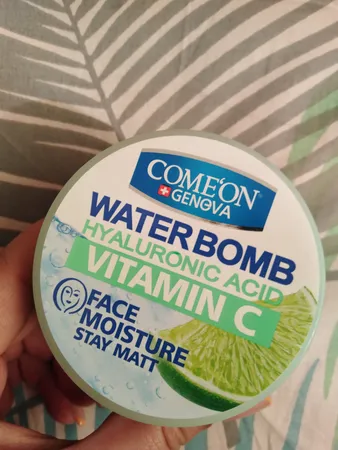 COME'ON
GENOVA
WATER BOMB
HYALURONIC ACID
VITAMIN C
FACE
MOISTURE
STAY MATT